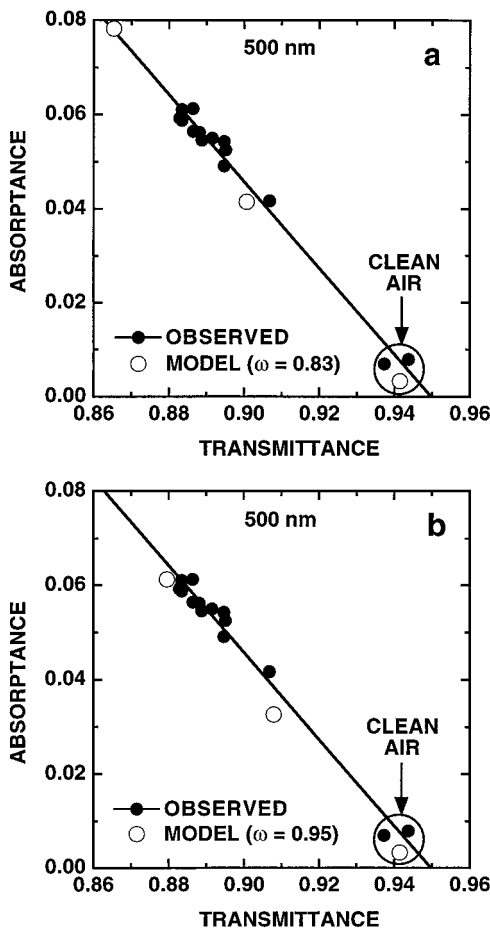 0.08
500 nm
a
0.06
ABSORPTANCE
0.04
CLEAN
AIR
0.02
OBSERVED
MODEL (ω = 0.83)
0.00
0.86 0.88 0.90 0.92 0.94 0.96
TRANSMITTANCE
0.08
500 nm
b
0.06
ABSORPTANCE
0.04
CLEAN
AIR
0.02
OBSERVED
MODEL (ω = 0.95)
0.00
0.86 0.88 0.90 0.92 0.94 0.96
TRANSMITTANCE